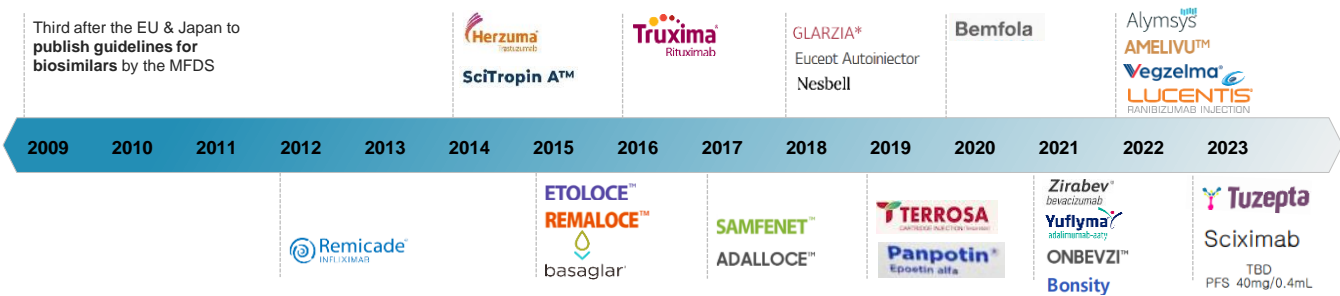 Third after the EU & Japan to
publish guidelines for
biosimilars by the MFDS
Herzuma®
Trastuzumab
SciTropin A™
Truxima®
Rituximab
GLARZIA*
Eucept Autoinjector
Nesbell
Bemfola
Alymsys
AMELIVU™
Vegzelma®
LUCENTIS®
RANIBIZUMAB INJECTION
2009 2010 2011 2012 2013 2014 2015 2016 2017 2018 2019 2020 2021 2022 2023
Remicade®
INFLIXIMAB
ETOLOCE™
REMALOCE™
basaglar®
SAMFENET™
ADALLOCE™
TERROSA
Panpotin®
Epoetin alfa
Zirabev®
bevacizumab
Yuflyma
adalimumab-aaty
ONBEVZI™
Bonsity
Tuzepta
Sciximab
TBD
PFS 40mg/0.4mL